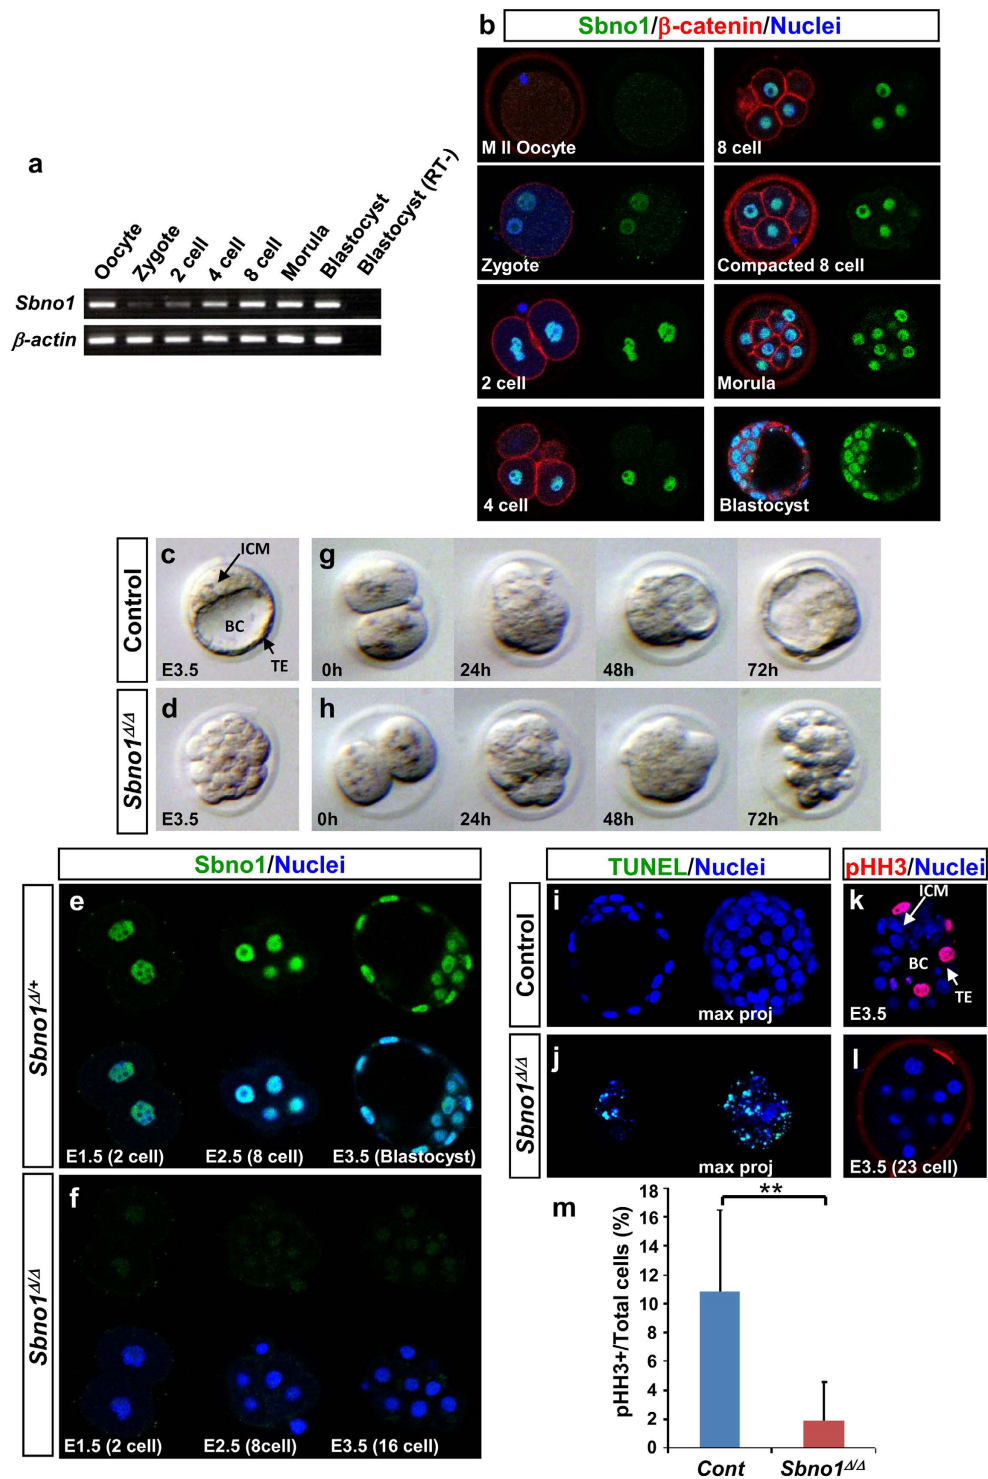 a
Oocyte
Zygote
2 cell
4 cell
8 cell
Morula
Blastocyst
Blastocyst (RT-)
Sbno1
β-actin
b
Sbno1/β-catenin/Nuclei
M II Oocyte
8 cell
Zygote
Compacted 8 cell
2 cell
Morula
4 cell
Blastocyst
Control
c
ICM
BC
TE
E3.5
g
0h
24h
48h
72h
Sbno1Δ/Δ
d
E3.5
h
0h
24h
48h
72h
Sbno1/Nuclei
Sbno1Δ/+
e
E1.5 (2 cell)
E2.5 (8 cell)
E3.5 (Blastocyst)
Sbno1Δ/Δ
f
E1.5 (2 cell)
E2.5 (8cell)
E3.5 (16 cell)
TUNEL/Nuclei
pHH3/Nuclei
Control
i
max proj
k
ICM
BC
TE
E3.5
Sbno1Δ/Δ
j
max proj
l
E3.5 (23 cell)
m
pHH3+/Total cells (%)
18
16
14
12
10
8
6
4
2
0
**
Cont
Sbno1Δ/Δ